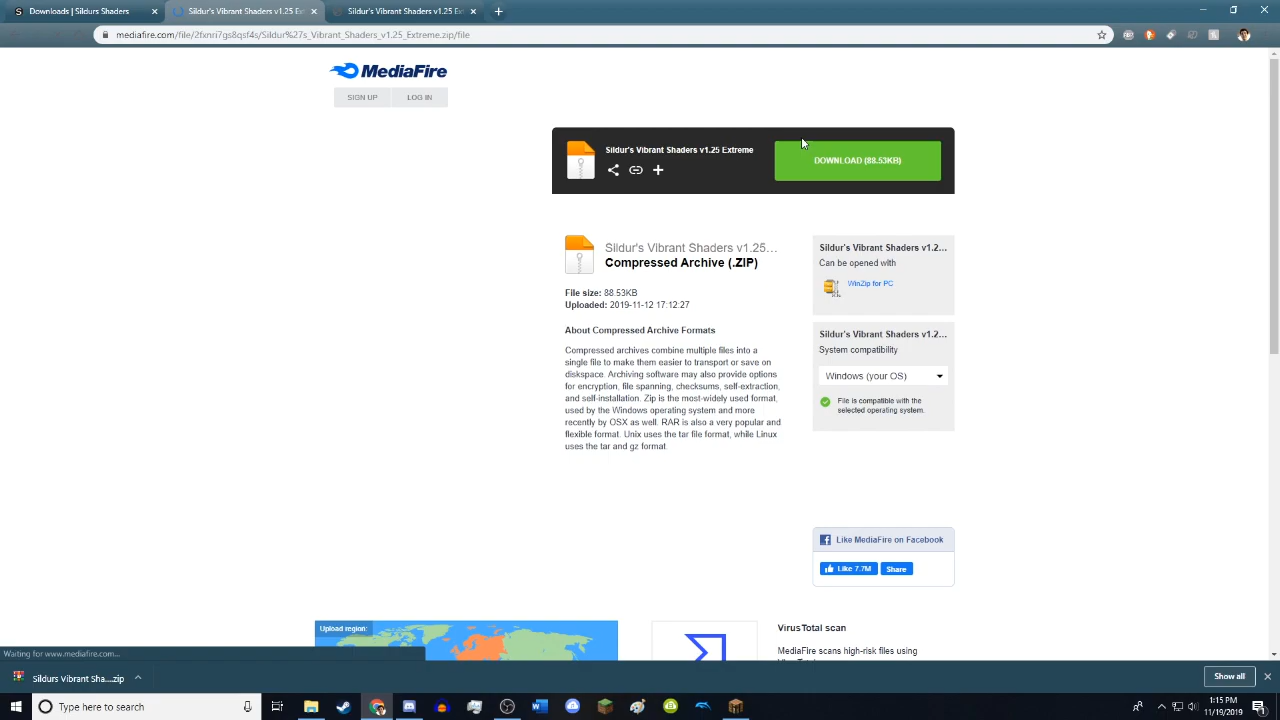 Downloads | Sildur's Shaders
Sildur's Vibrant Shaders v1.25 Ex
Sildur's Vibrant Shaders v1.25 Ex
mediafire.com/file/2fxnri7gs8qsf4s/Sildur%27s_Vibrant_Shaders_v1.25_Extreme.zip/file
MediaFire
SIGN UP
LOG IN
Sildur's Vibrant Shaders v1.25 Extreme
DOWNLOAD (88.53KB)
Sildur's Vibrant Shaders v1.25...
Compressed Archive (.ZIP)
File size: 88.53KB
Uploaded: 2019-11-12 17:12:27
About Compressed Archive Formats
Compressed archives combine multiple files into a
single file to make them easier to transport or save on
diskspace. Archiving software may also provide options
for encryption, file spanning, checksums, self-extraction,
and self-installation. Zip is the most-widely used format,
used by the Windows operating system and more
recently by OSX as well. RAR is also a very popular and
flexible format. Unix uses the tar file format, while Linux
uses the tar and gz format.
Sildur's Vibrant Shaders v1.2...
Can be opened with
WinZip for PC
Sildur's Vibrant Shaders v1.2...
System compatibility
Windows (your OS)
File is compatible with the
selected operating system.
Like MediaFire on Facebook
Like 7.7M
Share
Upload region:
VirusTotal scan
MediaFire scans high-risk files using
Waiting for www.mediafire.com...
Sildurs Vibrant Sha....zip
Show all
Type here to search
1:15 PM
11/19/2019